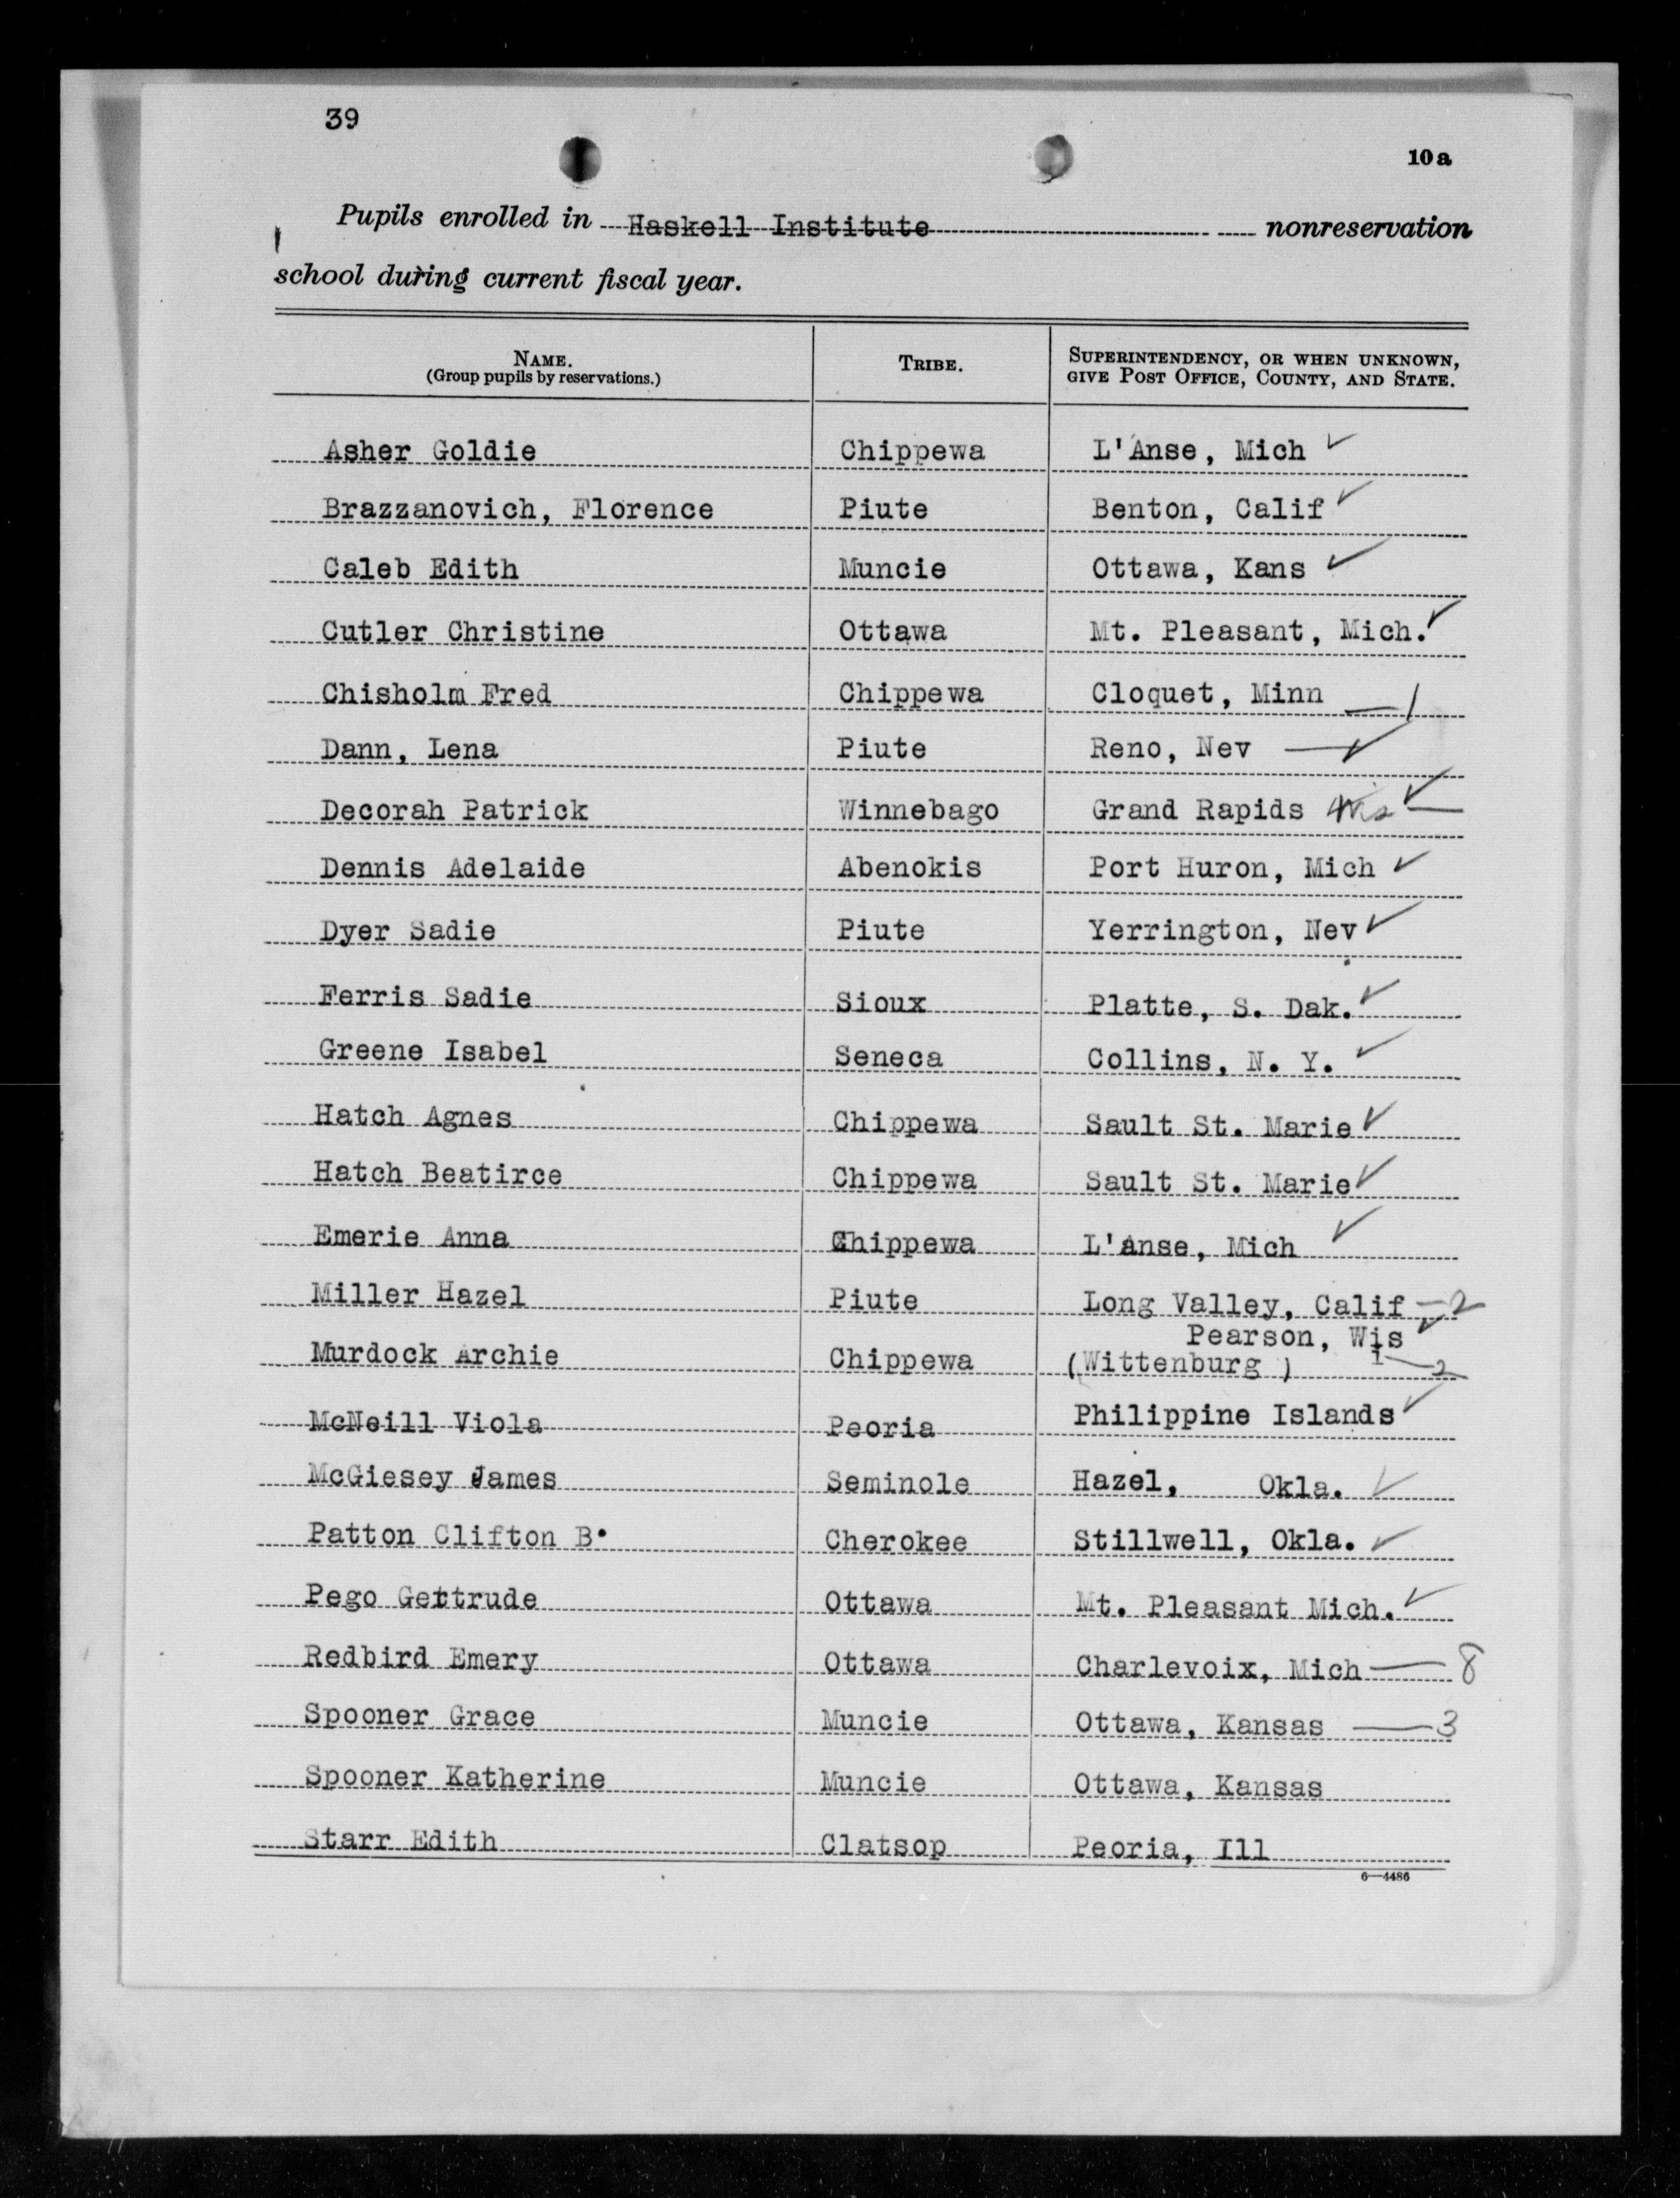 39
10a
Pupils enrolled in Haskell Institute nonreservation
school during current fiscal year.
NAME. TRIBE. SUPERINTENDENCY, OR WHEN UNKNOWN,
(Group pupils by reservations.) GIVE POST OFFICE, COUNTY, AND STATE.
Asher Goldie Chippewa L'Anse, Mich ✓
Brazzanovich, Florence Piute Benton, Calif ✓
Caleb Edith Muncie Ottawa, Kans ✓
Cutler Christine Ottawa Mt. Pleasant, Mich. ✓
Chisholm Fred Chippewa Cloquet, Minn — 1
Dann, Lena Piute Reno, Nev — ✓
Decorah Patrick Winnebago Grand Rapids Wis ✓ —
Dennis Adelaide Abenokis Port Huron, Mich ✓
Dyer Sadie Piute Yerrington, Nev ✓
Ferris Sadie Sioux Platte, S. Dak. ✓
Greene Isabel Seneca Collins, N. Y. ✓
Hatch Agnes Chippewa Sault St. Marie ✓
Hatch Beatirce Chippewa Sault St. Marie ✓
Emerie Anna Chippewa L'anse, Mich ✓
Miller Hazel Piute Long Valley, Calif — 2
Pearson, Wis ✓
Murdock Archie Chippewa (Wittenburg ) 1 — 2
McNeill Viola Peoria Philippine Islands ✓
McGiesey James Seminole Hazel, Okla. ✓
Patton Clifton B. Cherokee Stillwell, Okla. ✓
Pego Gertrude Ottawa Mt. Pleasant Mich. ✓
Redbird Emery Ottawa Charlevoix, Mich — 8
Spooner Grace Muncie Ottawa, Kansas — 3
Spooner Katherine Muncie Ottawa, Kansas
Starr Edith Clatsop Peoria, Ill
6—4486